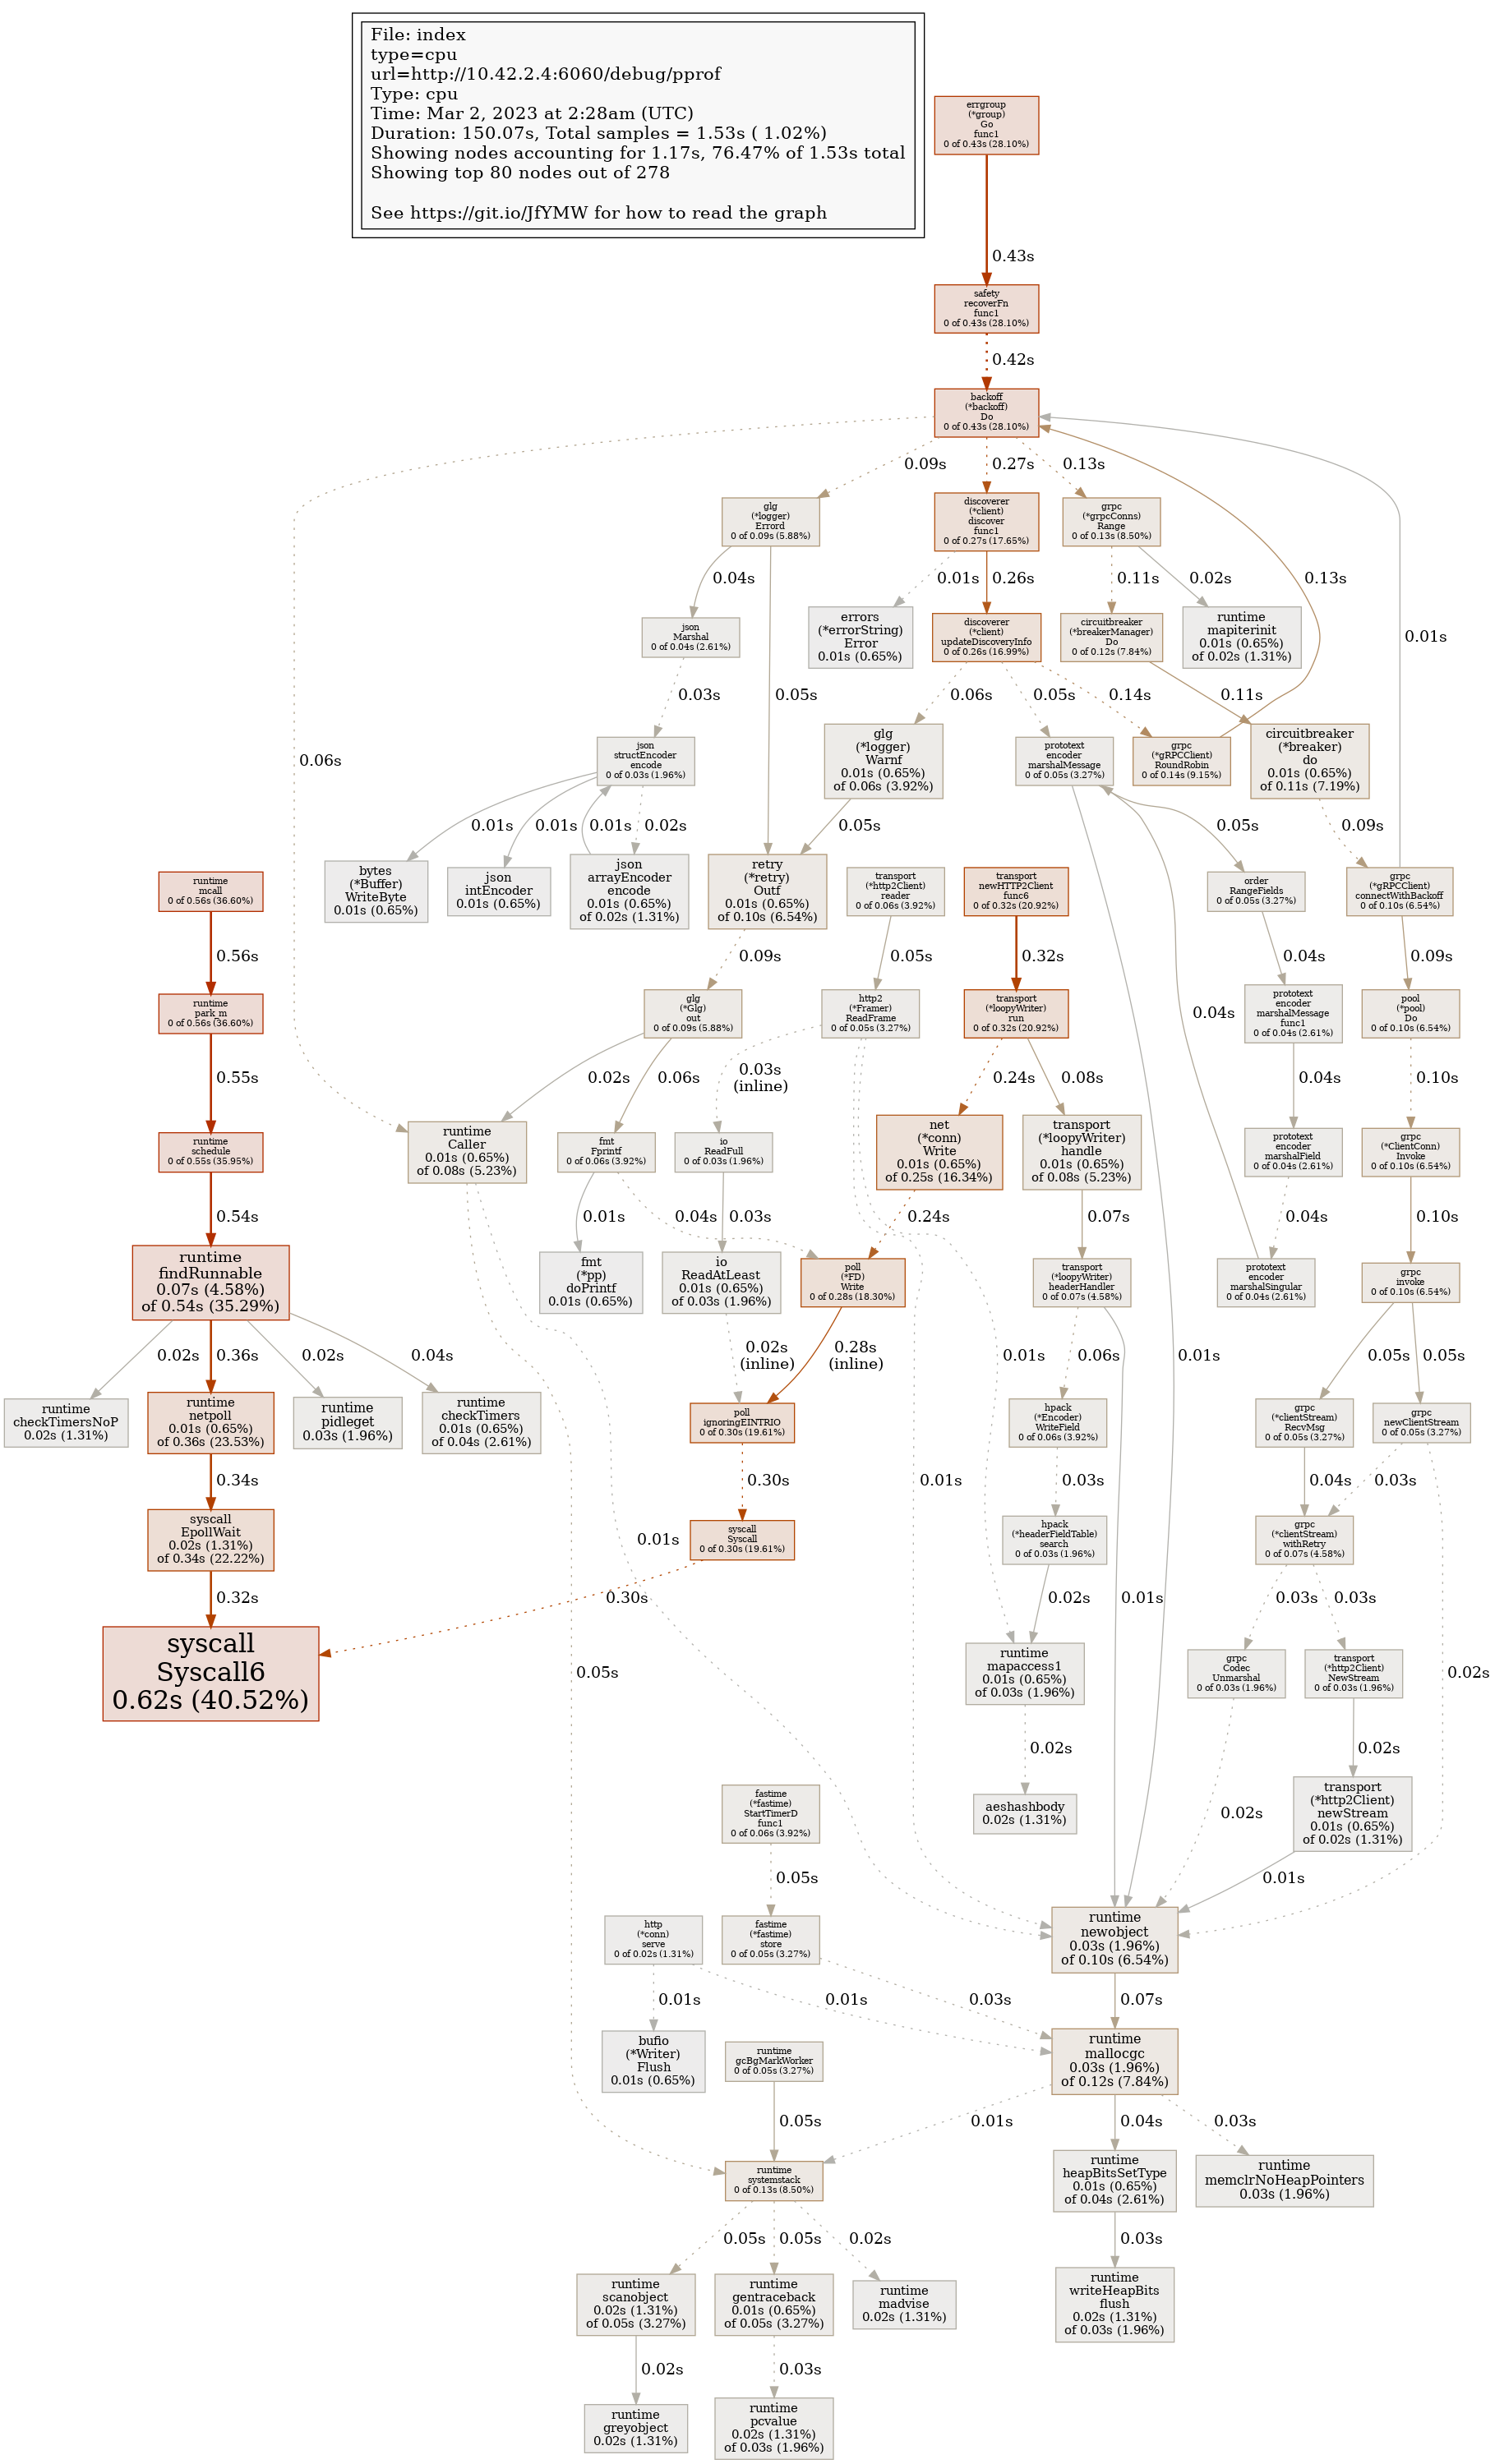 File: index
type=cpu
url=http://10.42.2.4:6060/debug/pprof
Type: cpu
Time: Mar 2, 2023 at 2:28am (UTC)
Duration: 150.07s, Total samples = 1.53s ( 1.02%)
Showing nodes accounting for 1.17s, 76.47% of 1.53s total
Showing top 80 nodes out of 278
See https://git.io/JfYMW for how to read the graph
errgroup
(*group)
Go
func1
0 of 0.43s (28.10%)
0.43s
safety
recoverFn
func1
0 of 0.43s (28.10%)
0.42s
backoff
(*backoff)
Do
0 of 0.43s (28.10%)
0.09s
0.27s
0.13s
glg
(*logger)
Errord
0 of 0.09s (5.88%)
discoverer
(*client)
discover
func1
0 of 0.27s (17.65%)
grpc
(*grpcConns)
Range
0 of 0.13s (8.50%)
0.04s
0.01s
0.26s
0.11s
0.02s
0.13s
json
Marshal
0 of 0.04s (2.61%)
errors
(*errorString)
Error
0.01s (0.65%)
discoverer
(*client)
updateDiscoveryInfo
0 of 0.26s (16.99%)
circuitbreaker
(*breakerManager)
Do
0 of 0.12s (7.84%)
runtime
mapiterinit
0.01s (0.65%)
of 0.02s (1.31%)
0.01s
0.03s
0.05s
0.06s
0.05s
0.14s
0.11s
0.06s
json
structEncoder
encode
0 of 0.03s (1.96%)
glg
(*logger)
Warnf
0.01s (0.65%)
of 0.06s (3.92%)
prototext
encoder
marshalMessage
0 of 0.05s (3.27%)
grpc
(*gRPCClient)
RoundRobin
0 of 0.14s (9.15%)
circuitbreaker
(*breaker)
do
0.01s (0.65%)
of 0.11s (7.19%)
0.01s
0.01s
0.01s
0.02s
0.05s
0.05s
0.09s
runtime
mcall
0 of 0.56s (36.60%)
bytes
(*Buffer)
WriteByte
0.01s (0.65%)
json
intEncoder
0.01s (0.65%)
json
arrayEncoder
encode
0.01s (0.65%)
of 0.02s (1.31%)
retry
(*retry)
Outf
0.01s (0.65%)
of 0.10s (6.54%)
transport
(*http2Client)
reader
0 of 0.06s (3.92%)
transport
newHTTP2Client
func6
0 of 0.32s (20.92%)
order
RangeFields
0 of 0.05s (3.27%)
grpc
(*gRPCClient)
connectWithBackoff
0 of 0.10s (6.54%)
0.56s
0.09s
0.05s
0.32s
0.04s
0.09s
runtime
park_m
0 of 0.56s (36.60%)
glg
(*Glg)
out
0 of 0.09s (5.88%)
http2
(*Framer)
ReadFrame
0 of 0.05s (3.27%)
transport
(*loopyWriter)
run
0 of 0.32s (20.92%)
0.04s
prototext
encoder
marshalMessage
func1
0 of 0.04s (2.61%)
pool
(*pool)
Do
0 of 0.10s (6.54%)
0.55s
0.02s
0.06s
0.03s
(inline)
0.24s
0.08s
0.04s
0.10s
runtime
schedule
0 of 0.55s (35.95%)
runtime
Caller
0.01s (0.65%)
of 0.08s (5.23%)
fmt
Fprintf
0 of 0.06s (3.92%)
io
ReadFull
0 of 0.03s (1.96%)
net
(*conn)
Write
0.01s (0.65%)
of 0.25s (16.34%)
transport
(*loopyWriter)
handle
0.01s (0.65%)
of 0.08s (5.23%)
prototext
encoder
marshalField
0 of 0.04s (2.61%)
grpc
(*ClientConn)
Invoke
0 of 0.10s (6.54%)
0.54s
0.01s
0.04s
0.03s
0.24s
0.07s
0.04s
0.10s
runtime
findRunnable
0.07s (4.58%)
of 0.54s (35.29%)
fmt
(*pp)
doPrintf
0.01s (0.65%)
io
ReadAtLeast
0.01s (0.65%)
of 0.03s (1.96%)
poll
(*FD)
Write
0 of 0.28s (18.30%)
transport
(*loopyWriter)
headerHandler
0 of 0.07s (4.58%)
prototext
encoder
marshalSingular
0 of 0.04s (2.61%)
grpc
invoke
0 of 0.10s (6.54%)
0.02s
0.36s
0.02s
0.04s
0.02s
(inline)
0.28s
(inline)
0.01s
0.06s
0.01s
0.05s
0.05s
runtime
checkTimersNoP
0.02s (1.31%)
runtime
netpoll
0.01s (0.65%)
of 0.36s (23.53%)
runtime
pidleget
0.03s (1.96%)
runtime
checkTimers
0.01s (0.65%)
of 0.04s (2.61%)
poll
ignoringEINTRIO
0 of 0.30s (19.61%)
hpack
(*Encoder)
WriteField
0 of 0.06s (3.92%)
grpc
(*clientStream)
RecvMsg
0 of 0.05s (3.27%)
grpc
newClientStream
0 of 0.05s (3.27%)
0.34s
0.30s
0.01s
0.03s
0.04s
0.03s
syscall
EpollWait
0.02s (1.31%)
of 0.34s (22.22%)
0.01s
syscall
Syscall
0 of 0.30s (19.61%)
hpack
(*headerFieldTable)
search
0 of 0.03s (1.96%)
grpc
(*clientStream)
withRetry
0 of 0.07s (4.58%)
0.32s
0.30s
0.02s
0.01s
0.03s
0.03s
syscall
Syscall6
0.62s (40.52%)
0.05s
runtime
mapaccess1
0.01s (0.65%)
of 0.03s (1.96%)
grpc
Codec
Unmarshal
0 of 0.03s (1.96%)
transport
(*http2Client)
NewStream
0 of 0.03s (1.96%)
0.02s
0.02s
0.02s
fastime
(*fastime)
StartTimerD
func1
0 of 0.06s (3.92%)
aeshashbody
0.02s (1.31%)
0.02s
transport
(*http2Client)
newStream
0.01s (0.65%)
of 0.02s (1.31%)
0.05s
0.01s
http
(*conn)
serve
0 of 0.02s (1.31%)
fastime
(*fastime)
store
0 of 0.05s (3.27%)
runtime
newobject
0.03s (1.96%)
of 0.10s (6.54%)
0.01s
0.01s
0.03s
0.07s
bufio
(*Writer)
Flush
0.01s (0.65%)
runtime
gcBgMarkWorker
0 of 0.05s (3.27%)
runtime
mallocgc
0.03s (1.96%)
of 0.12s (7.84%)
0.05s
0.01s
0.04s
0.03s
runtime
systemstack
0 of 0.13s (8.50%)
runtime
heapBitsSetType
0.01s (0.65%)
of 0.04s (2.61%)
runtime
memclrNoHeapPointers
0.03s (1.96%)
0.05s
0.05s
0.02s
0.03s
runtime
scanobject
0.02s (1.31%)
of 0.05s (3.27%)
runtime
gentraceback
0.01s (0.65%)
of 0.05s (3.27%)
runtime
madvise
0.02s (1.31%)
runtime
writeHeapBits
flush
0.02s (1.31%)
of 0.03s (1.96%)
0.02s
0.03s
runtime
greyobject
0.02s (1.31%)
runtime
pcvalue
0.02s (1.31%)
of 0.03s (1.96%)